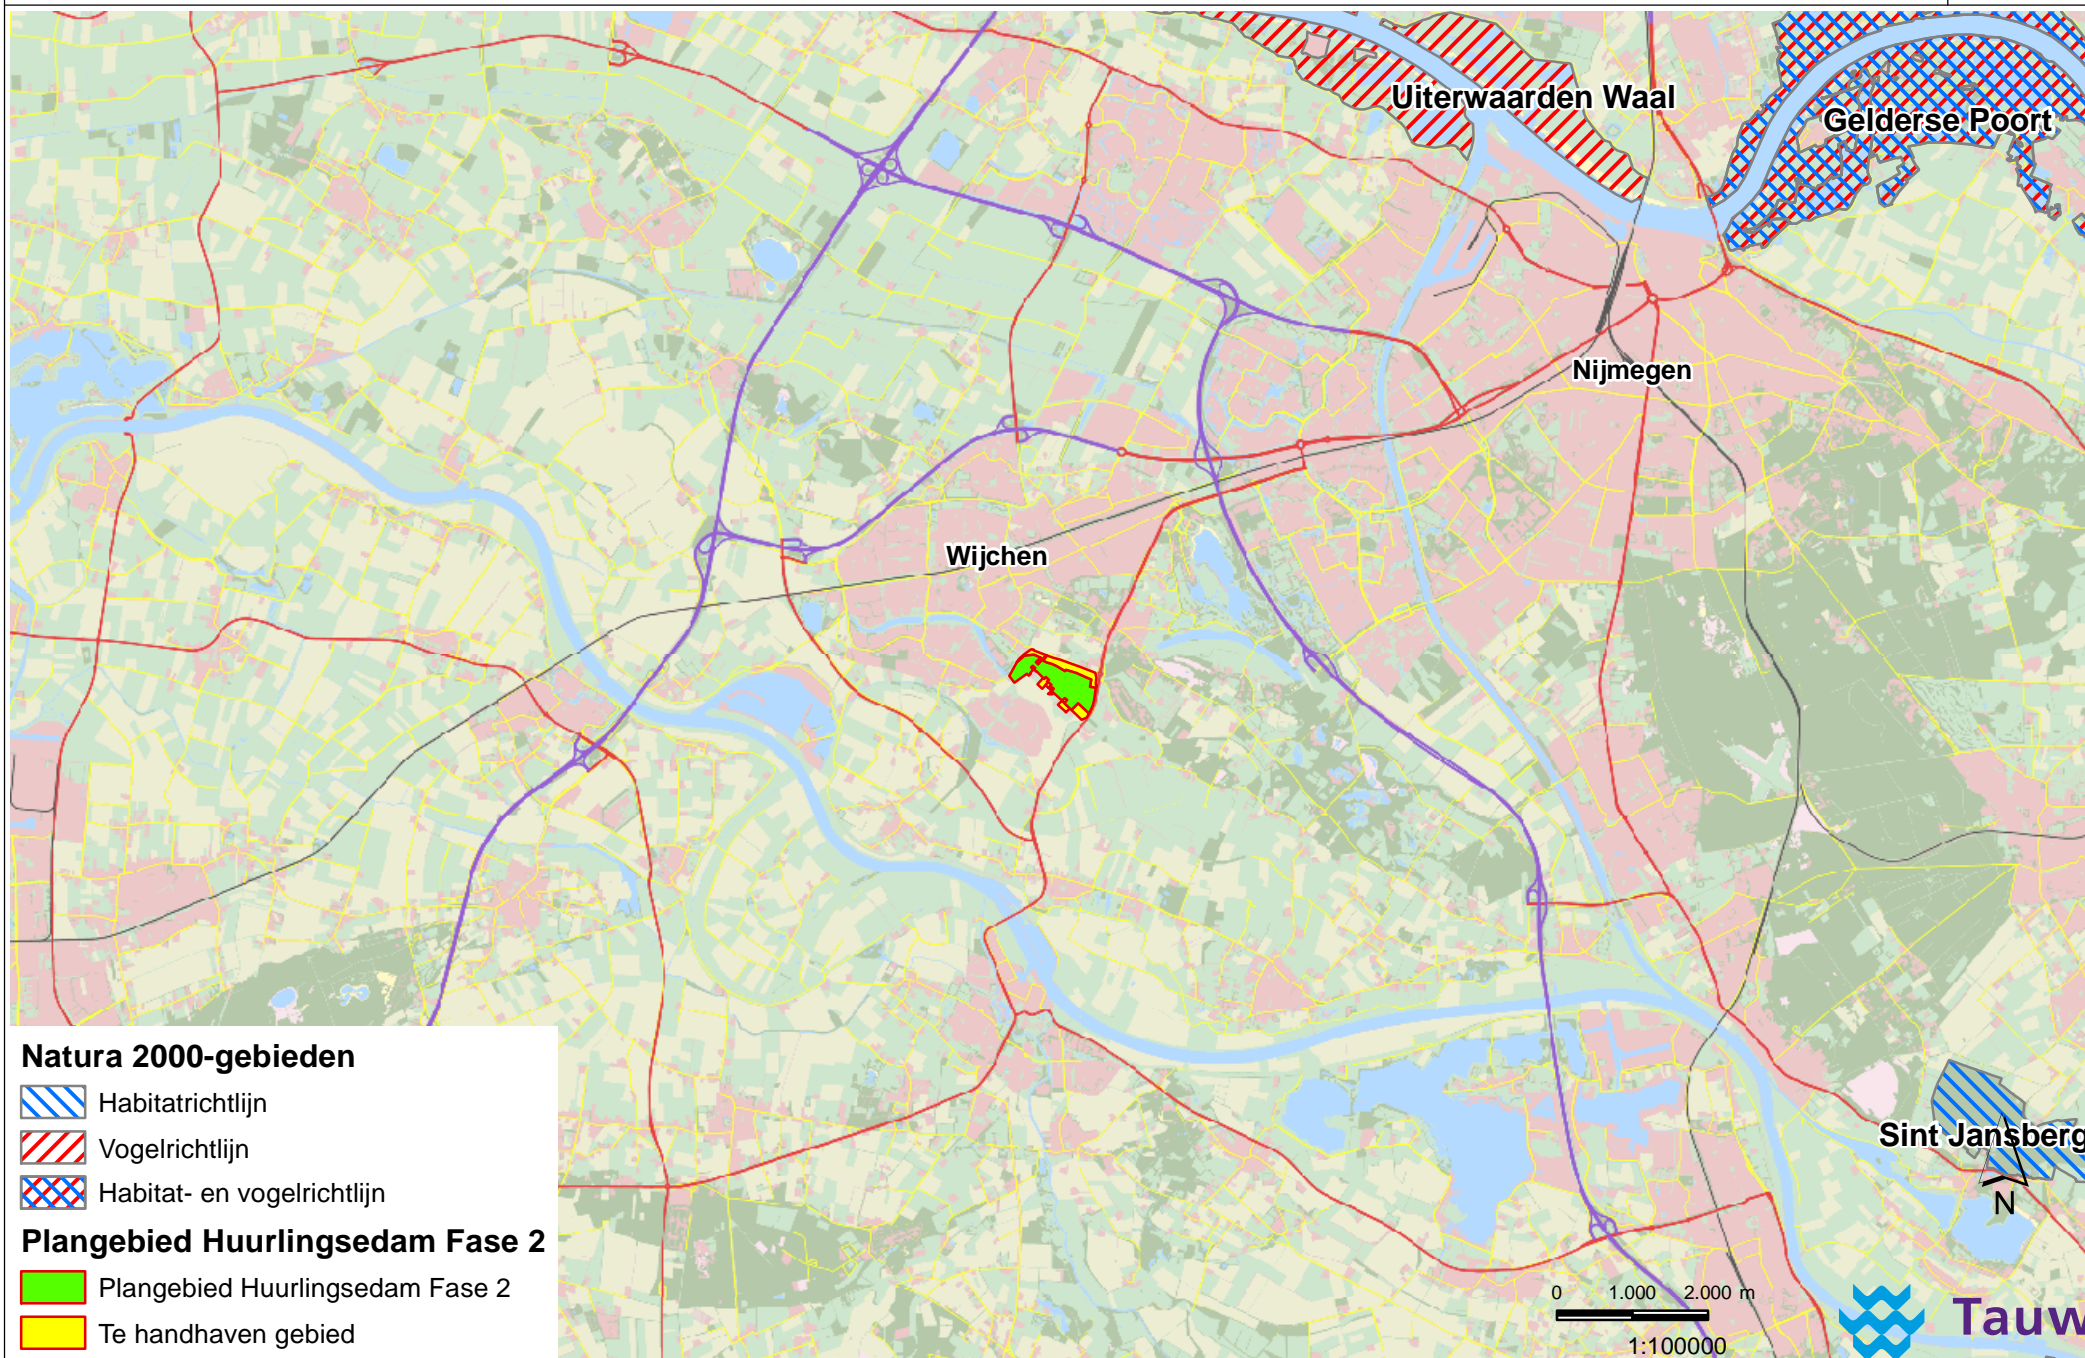 Uiterwaarden Waal
Gelderse Poort
Nijmegen
Wijchen
Sint Jansberg
N
Natura 2000-gebieden
Habitatrichtlijn
Vogelrichtlijn
Habitat- en vogelrichtlijn
Plangebied Huurlingsedam Fase 2
Plangebied Huurlingsedam Fase 2
Te handhaven gebied
0 1.000 2.000 m
1:100000
Tauw